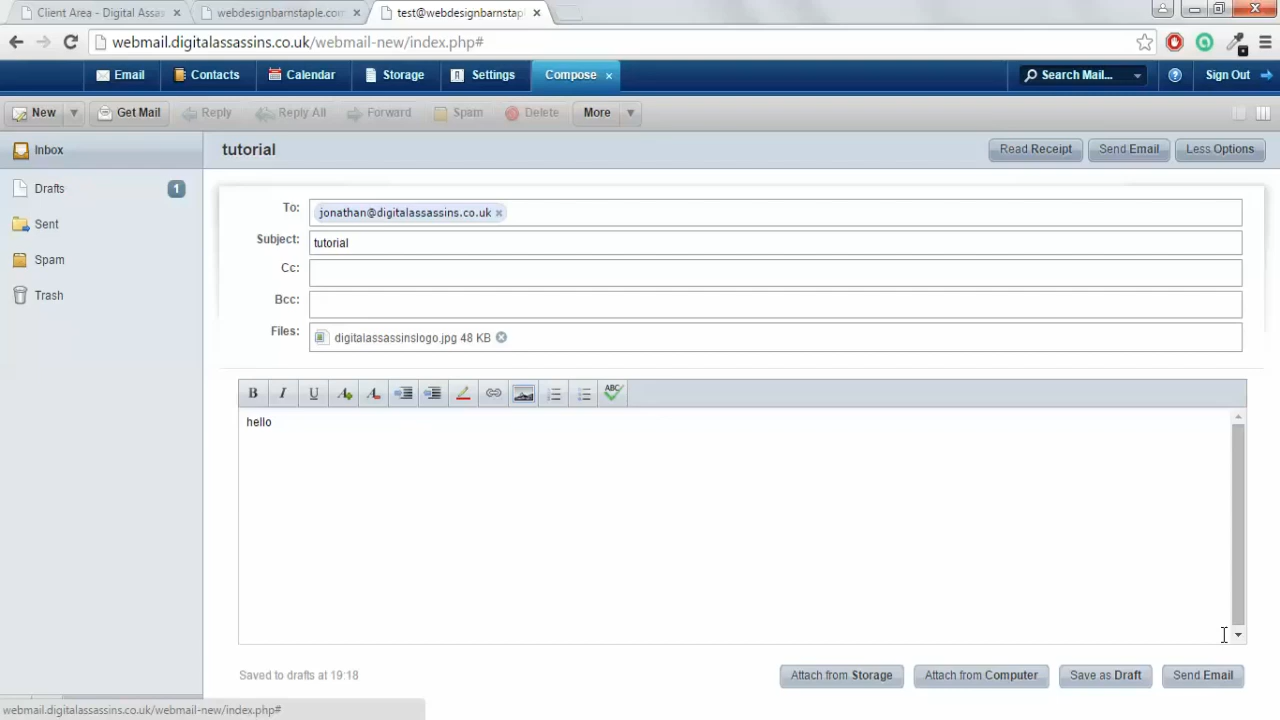 Client Area - Digital Assas
webdesignbarnstaple.com
test@webdesignbarnstapl
webmail.digitalassassins.co.uk/webmail-new/index.php#
Email Contacts Calendar Storage Settings Compose × Search Mail... Sign Out
New Get Mail Reply Reply All Forward Spam Delete More
Inbox
Drafts 1
Sent
Spam
Trash
tutorial
Read Receipt Send Email Less Options
To: jonathan@digitalassassins.co.uk ×
Subject: tutorial
Cc:
Bcc:
Files: digitalassassinslogo.jpg 48 KB
B I U A A ABC
hello
Saved to drafts at 19:18
Attach from Storage Attach from Computer Save as Draft Send Email
webmail.digitalassassins.co.uk/webmail-new/index.php#